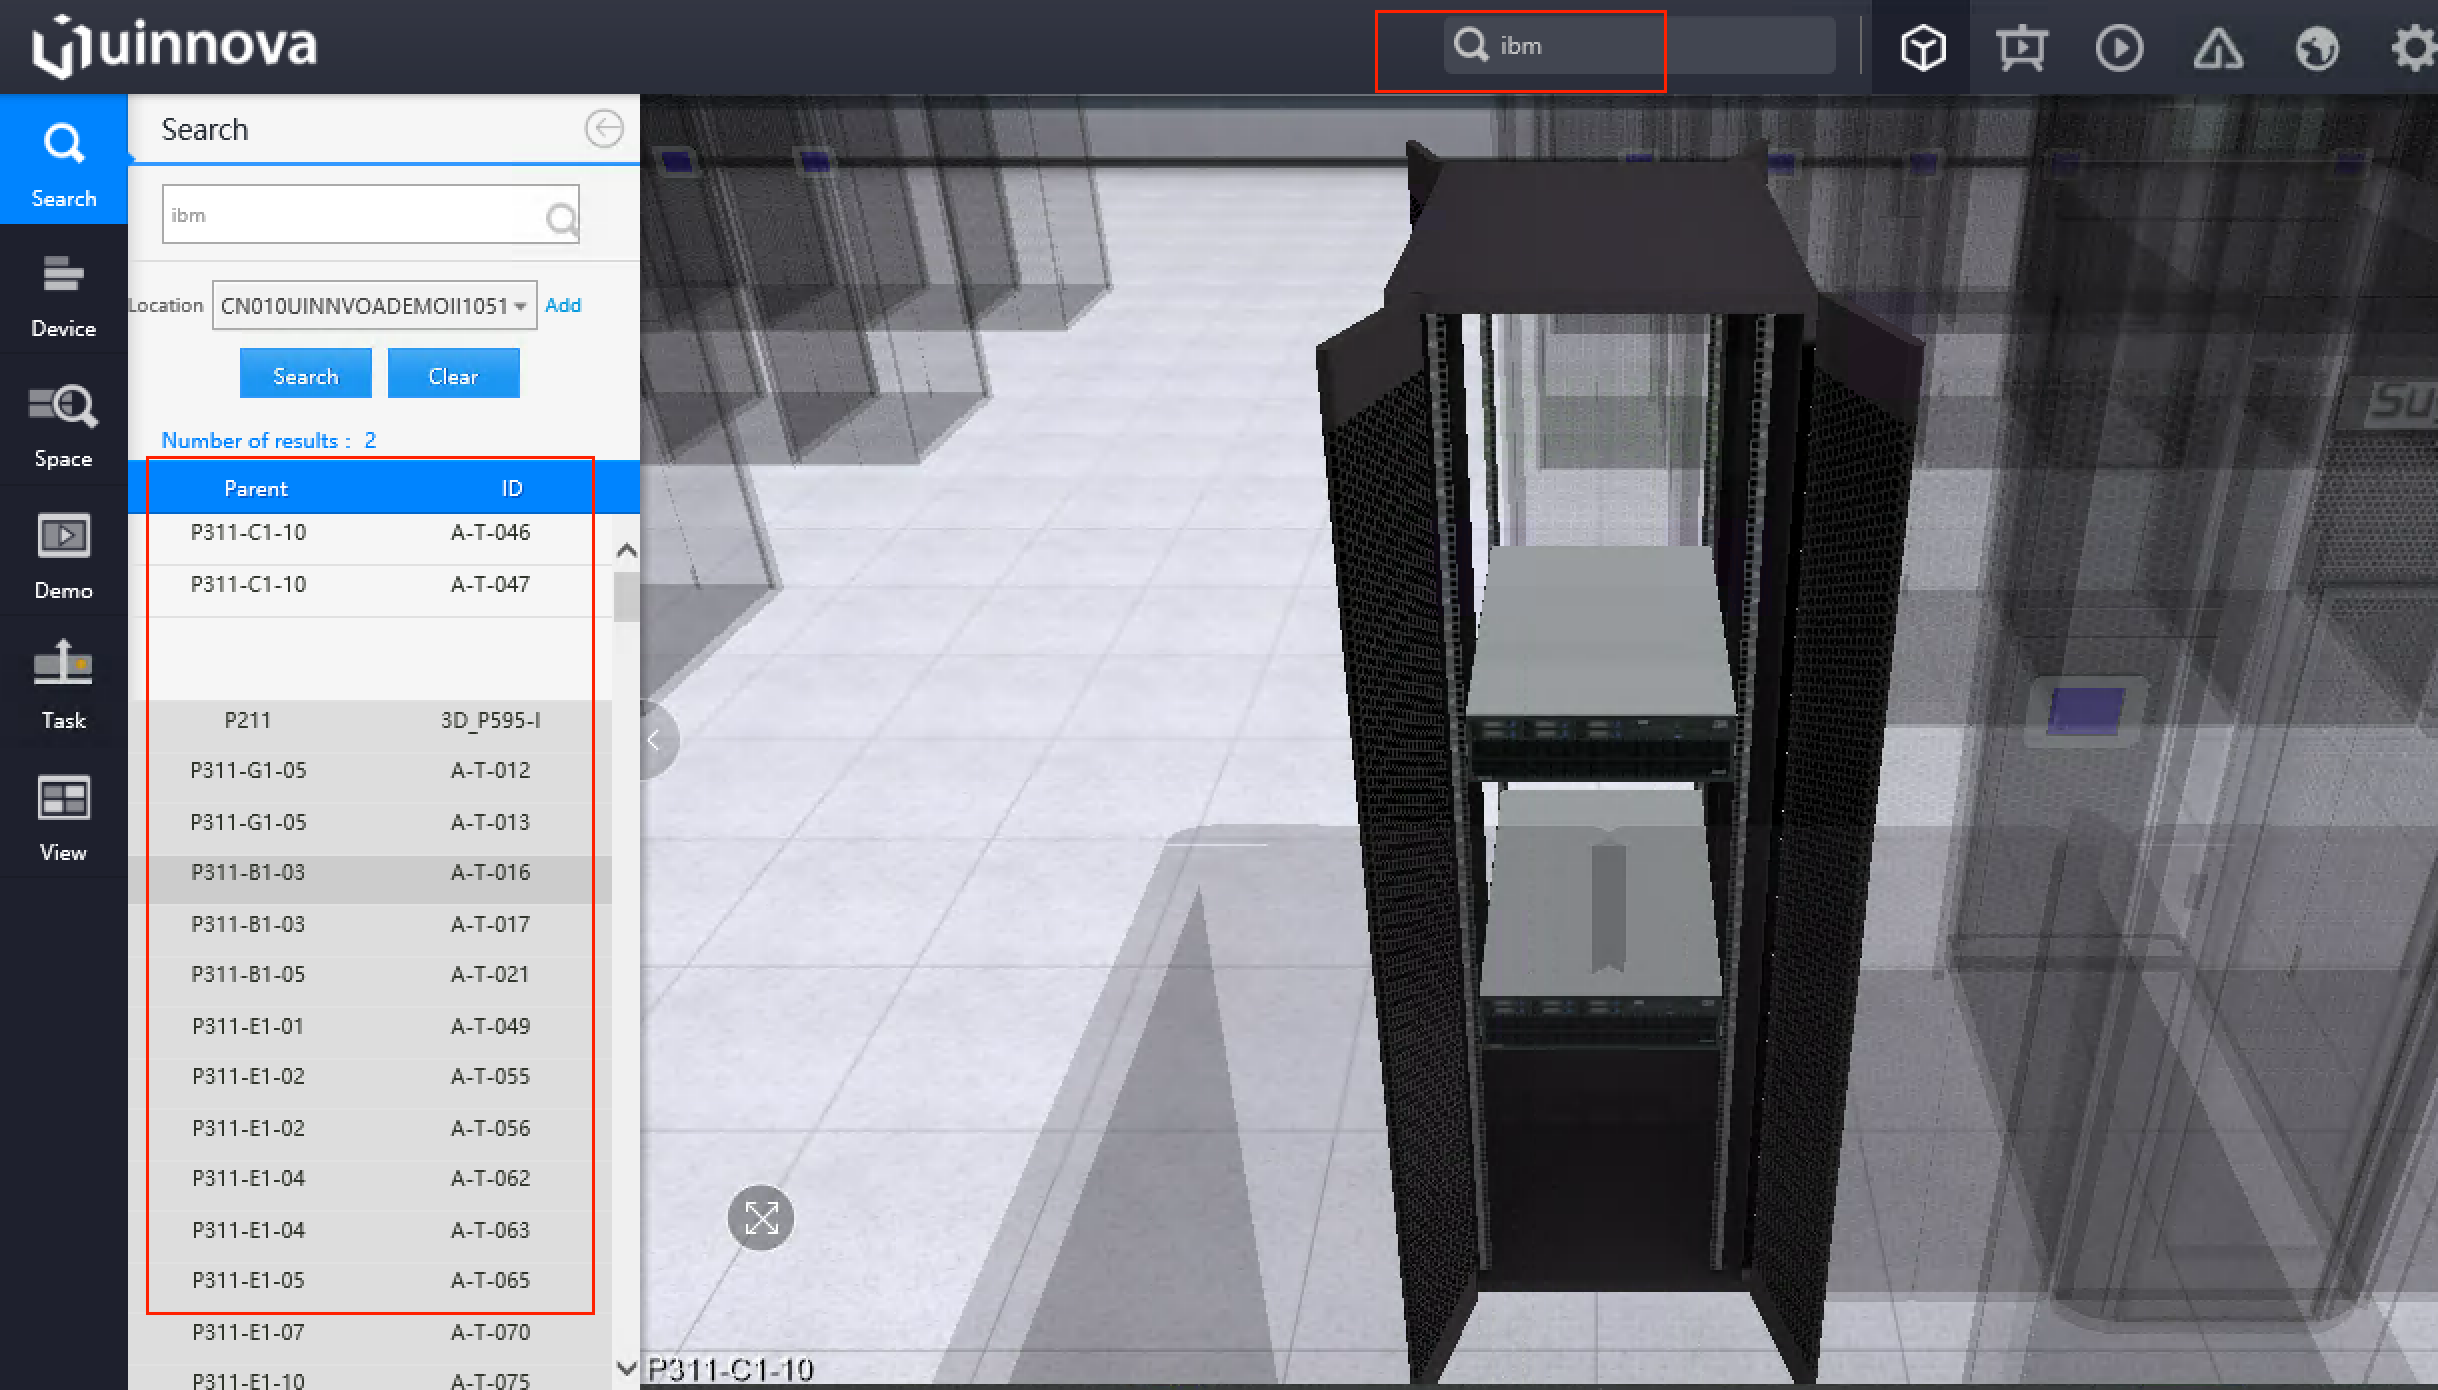 uinnova
ibm
Search
Search
ibm
Location CN010UINNVOADEMOII1051 Add
Device
Search Clear
Space
Number of results : 2
Parent ID
P311-C1-10 A-T-046
P311-C1-10 A-T-047
Demo
P211 3D_P595-I
Task
P311-G1-05 A-T-012
P311-G1-05 A-T-013
View
P311-B1-03 A-T-016
P311-B1-03 A-T-017
P311-B1-05 A-T-021
P311-E1-01 A-T-049
P311-E1-02 A-T-055
P311-E1-02 A-T-056
P311-E1-04 A-T-062
P311-E1-04 A-T-063
P311-E1-05 A-T-065
P311-E1-07 A-T-070
P311-E1-10 A-T-075
P311-C1-10